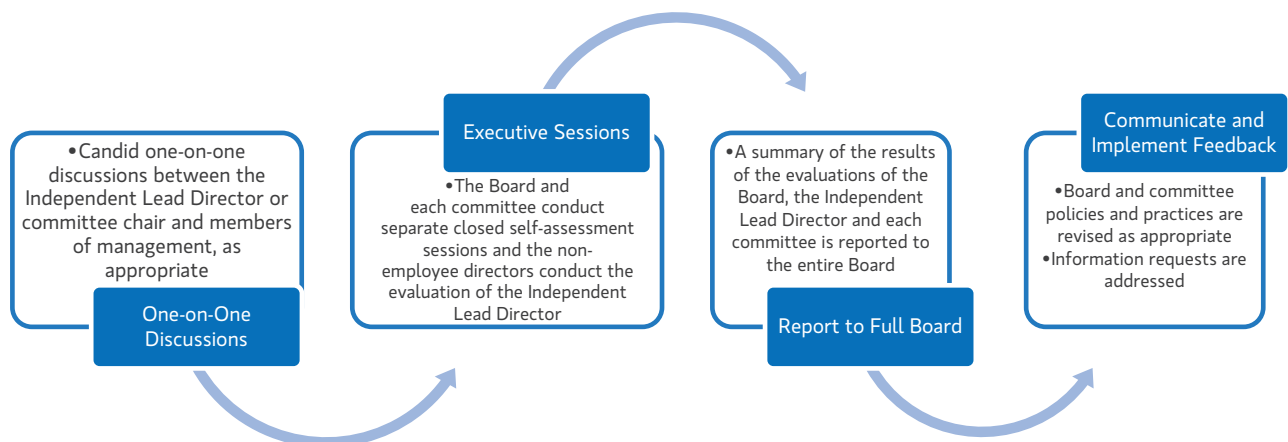 •Candid one-on-one
discussions between the
Independent Lead Director or
committee chair and members
of management, as
appropriate
One-on-One
Discussions
Executive Sessions
•The Board and
each committee conduct
separate closed self-assessment
sessions and the non-
employee directors conduct the
evaluation of the Independent
Lead Director
•A summary of the results
of the evaluations of the
Board, the Independent
Lead Director and each
committee is reported to
the entire Board
Report to Full Board
Communicate and
Implement Feedback
•Board and committee
policies and practices are
revised as appropriate
•Information requests are
addressed